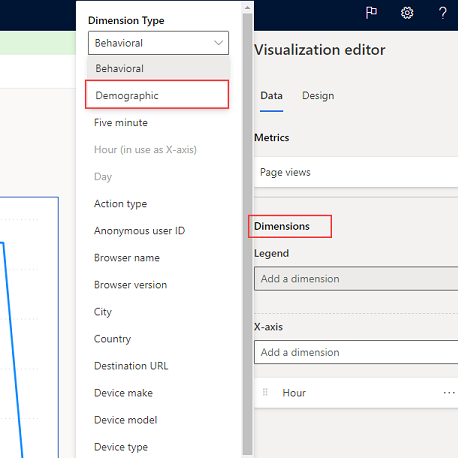 Dimension Type
Behavioral
Behavioral
Demographic
Five minute
Hour (in use as X-axis)
Day
Action type
Anonymous user ID
Browser name
Browser version
City
Country
Destination URL
Device make
Device model
Device type
Visualization editor
Data Design
Metrics
Page views
Dimensions
Legend
Add a dimension
X-axis
Add a dimension
Hour